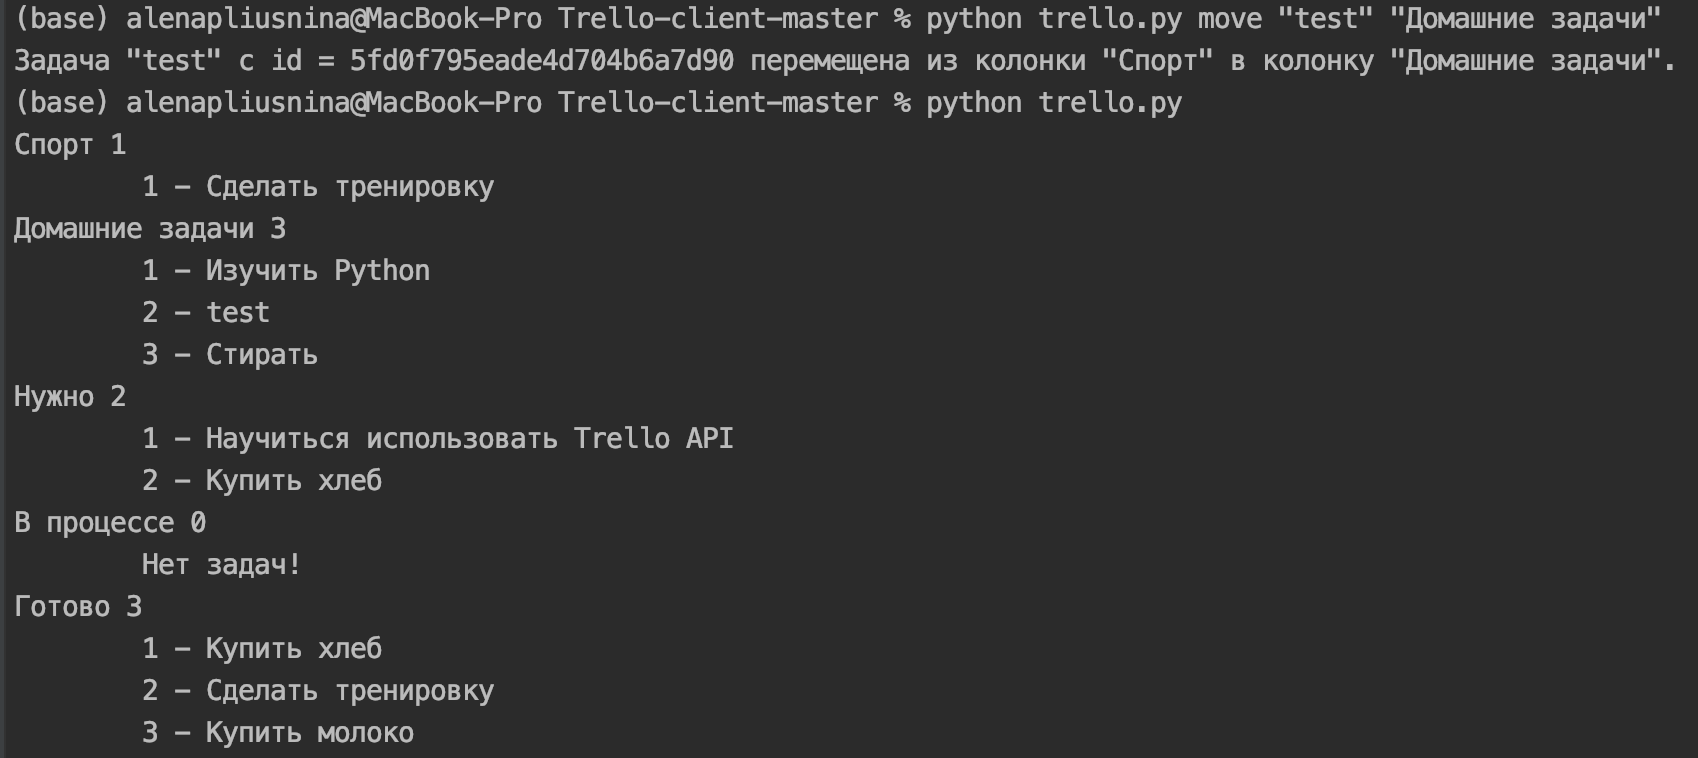 (base) alenapliusnina@MacBook-Pro Trello-client-master % python trello.py move "test" "Домашние задачи"
Задача "test" с id = 5fd0f795eade4d704b6a7d90 перемещена из колонки "Спорт" в колонку "Домашние задачи".
(base) alenapliusnina@MacBook-Pro Trello-client-master % python trello.py
Спорт 1
1 - Сделать тренировку
Домашние задачи 3
1 - Изучить Python
2 - test
3 - Стирать
Нужно 2
1 - Научиться использовать Trello API
2 - Купить хлеб
В процессе 0
Нет задач!
Готово 3
1 - Купить хлеб
2 - Сделать тренировку
3 - Купить молоко